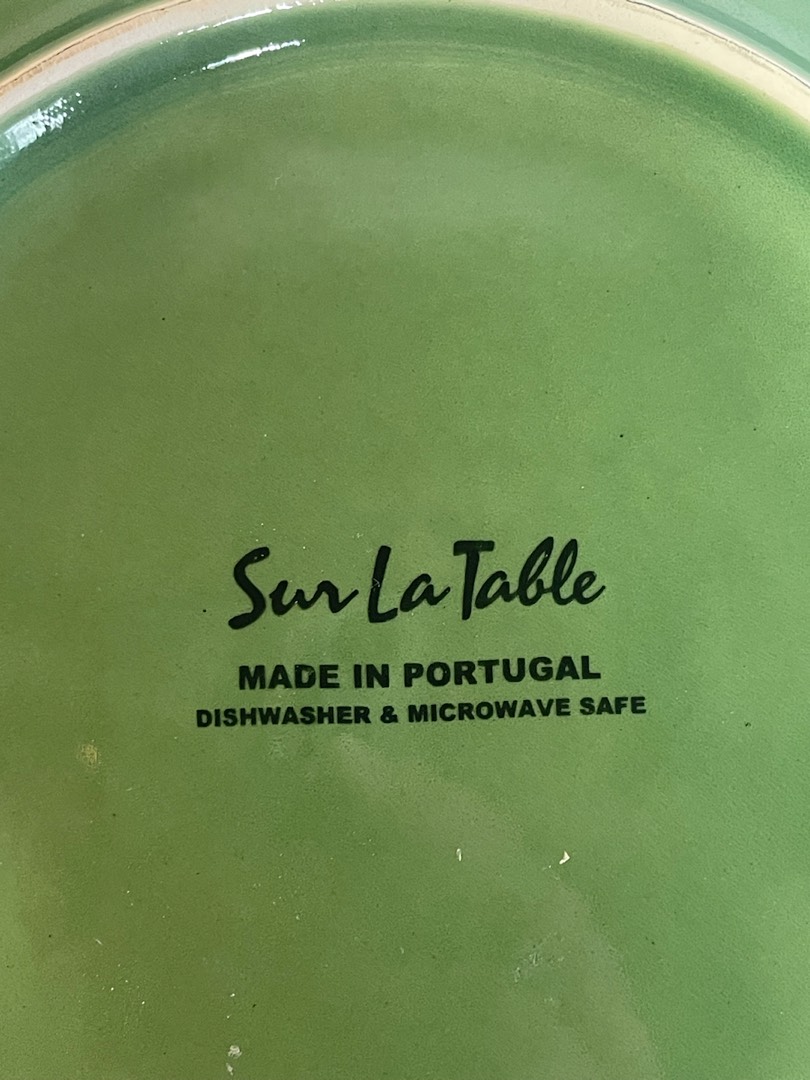 Sur La Table
MADE IN PORTUGAL
DISHWASHER & MICROWAVE SAFE